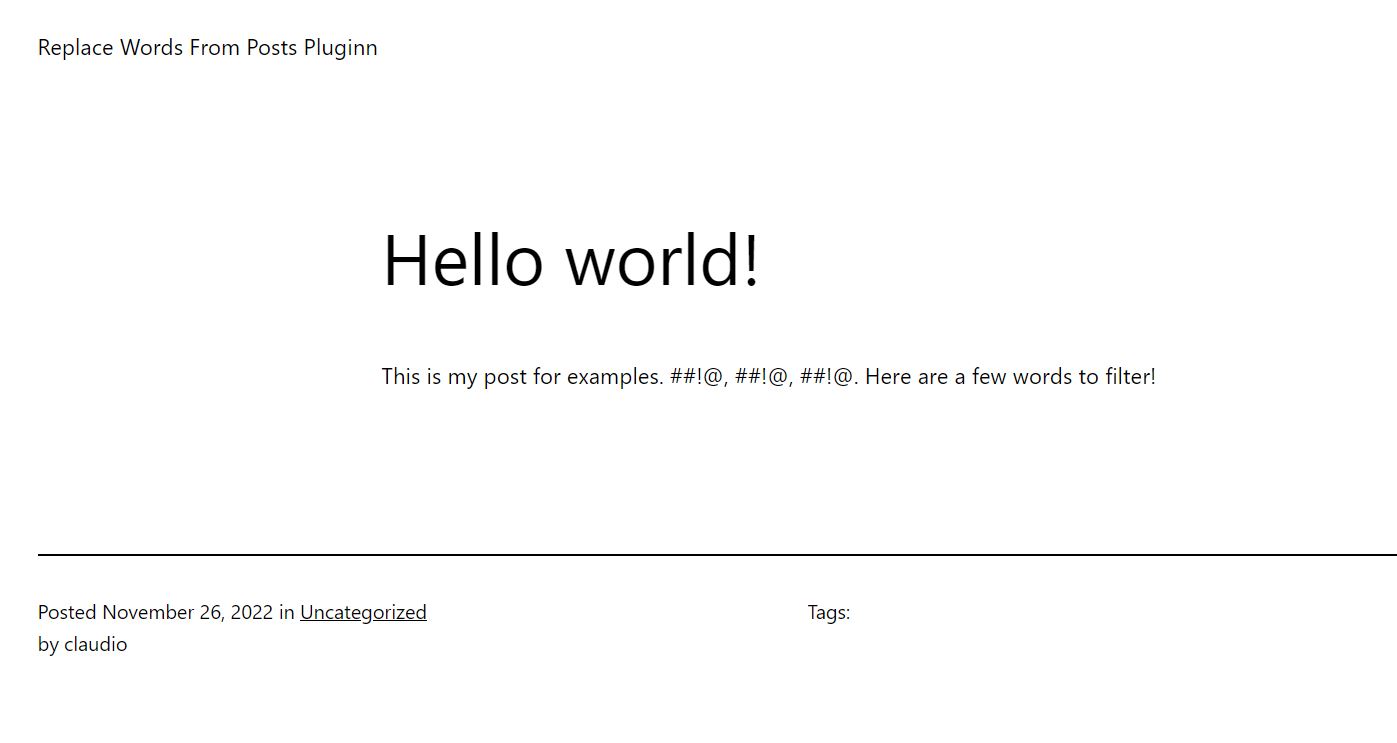 Replace Words From Posts Pluginn
Hello world!
This is my post for examples. ##!@, ##!@, ##!@. Here are a few words to filter!
Posted November 26, 2022 in Uncategorized
Tags:
by claudio